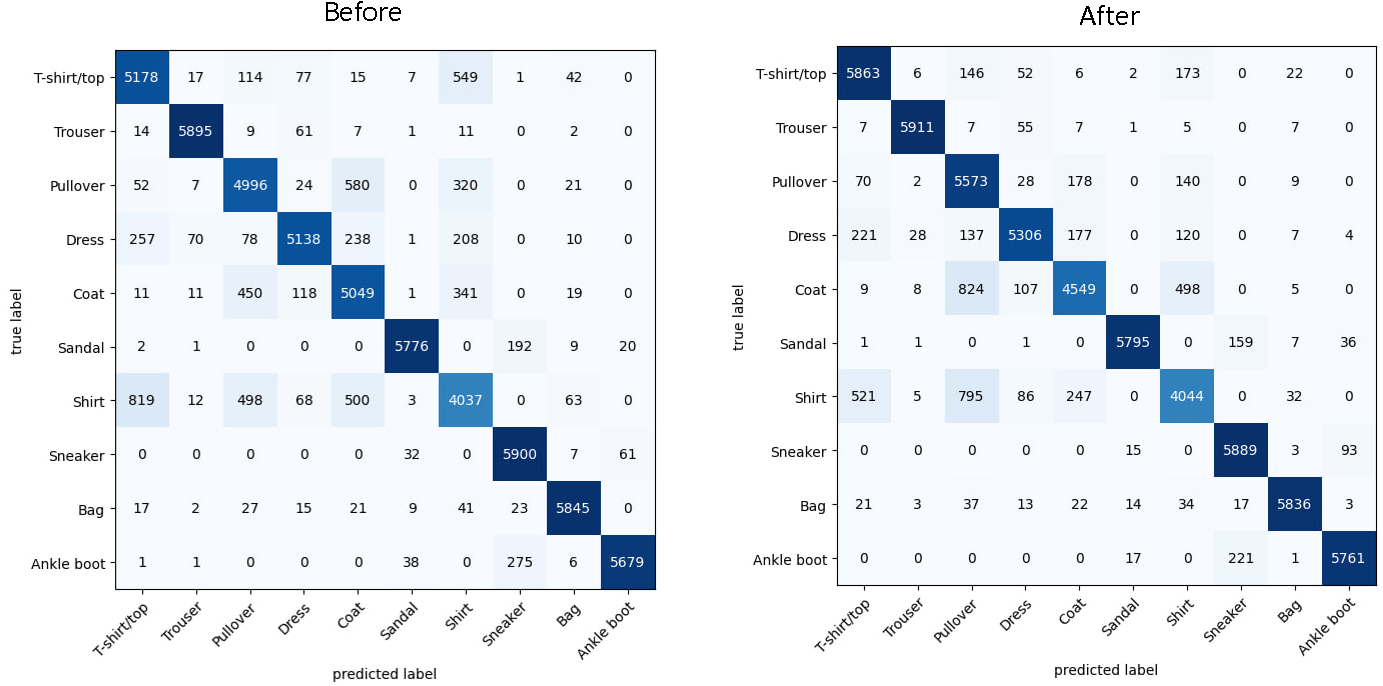 Before
T-shirt/top 5178 17 114 77 15 7 549 1 42 0
Trouser 14 5895 9 61 7 1 11 0 2 0
Pullover 52 7 4996 24 580 0 320 0 21 0
Dress 257 70 78 5138 238 1 208 0 10 0
Coat 11 11 450 118 5049 1 341 0 19 0
Sandal 2 1 0 0 0 5776 0 192 9 20
Shirt 819 12 498 68 500 3 4037 0 63 0
Sneaker 0 0 0 0 0 32 0 5900 7 61
Bag 17 2 27 15 21 9 41 23 5845 0
Ankle boot 1 1 0 0 0 38 0 275 6 5679
true label
T-shirt/top Trouser Pullover Dress Coat Sandal Shirt Sneaker Bag Ankle boot
predicted label
After
T-shirt/top 5863 6 146 52 6 2 173 0 22 0
Trouser 7 5911 7 55 7 1 5 0 7 0
Pullover 70 2 5573 28 178 0 140 0 9 0
Dress 221 28 137 5306 177 0 120 0 7 4
Coat 9 8 824 107 4549 0 498 0 5 0
Sandal 1 1 0 1 0 5795 0 159 7 36
Shirt 521 5 795 86 247 0 4044 0 32 0
Sneaker 0 0 0 0 0 15 0 5889 3 93
Bag 21 3 37 13 22 14 34 17 5836 3
Ankle boot 0 0 0 0 0 17 0 221 1 5761
true label
T-shirt/top Trouser Pullover Dress Coat Sandal Shirt Sneaker Bag Ankle boot
predicted label